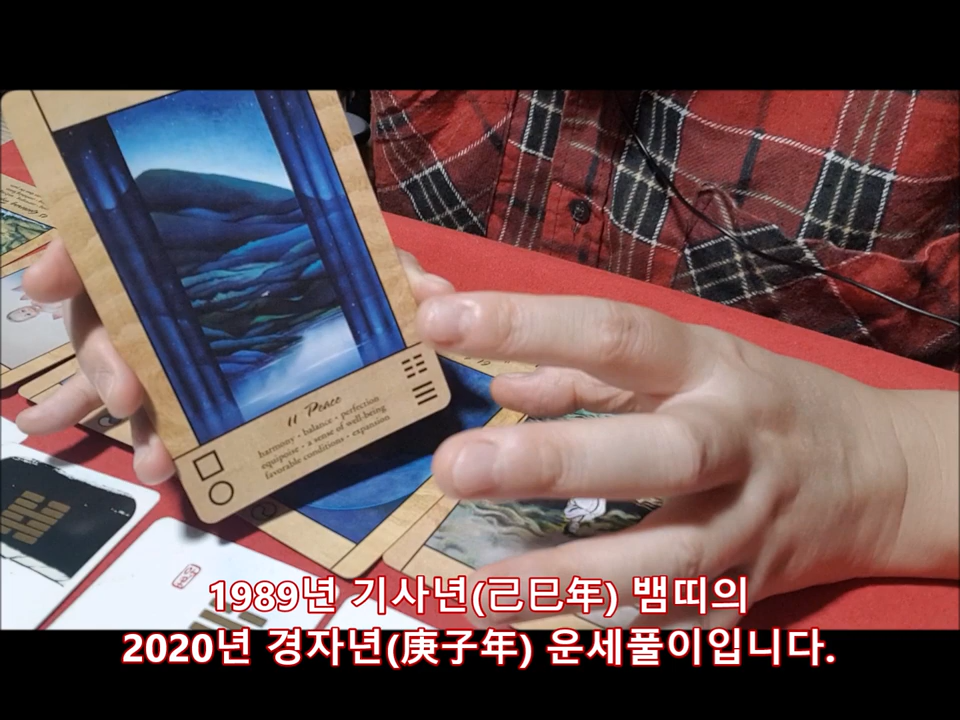 11 Peace
harmony • balance • perfection
equipoise • a sense of well-being
favorable conditions • expansion
1989년 기사년(己巳年) 뱀띠의
2020년 경자년(庚子年) 운세풀이입니다.